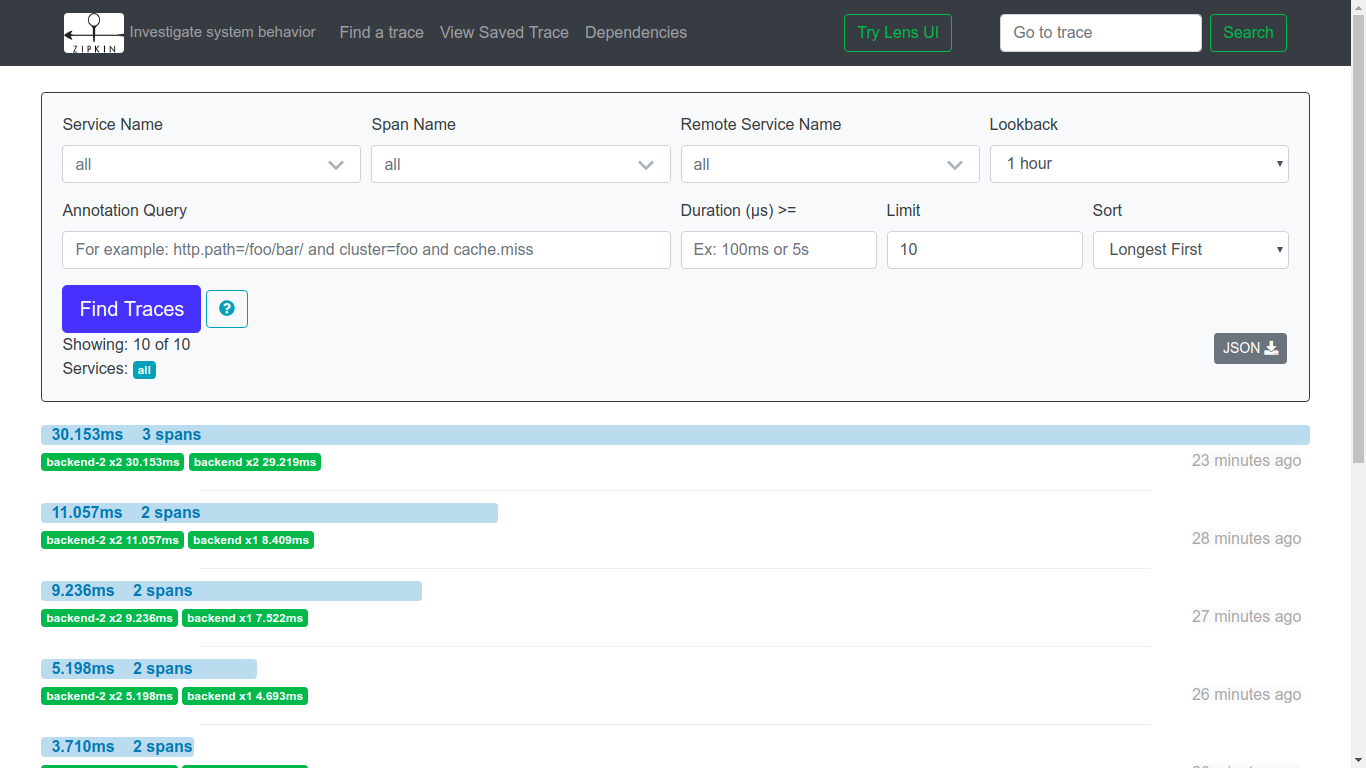 ZIPKIN Investigate system behavior Find a trace View Saved Trace Dependencies Try Lens UI Go to trace Search
Service Name Span Name Remote Service Name Lookback
all all all 1 hour
Annotation Query Duration (μs) >= Limit Sort
For example: http.path=/foo/bar/ and cluster=foo and cache.miss Ex: 100ms or 5s 10 Longest First
Find Traces ?
Showing: 10 of 10 JSON
Services: all
30.153ms 3 spans
backend-2 x2 30.153ms backend x2 29.219ms 23 minutes ago
11.057ms 2 spans
backend-2 x2 11.057ms backend x1 8.409ms 28 minutes ago
9.236ms 2 spans
backend-2 x2 9.236ms backend x1 7.522ms 27 minutes ago
5.198ms 2 spans
backend-2 x2 5.198ms backend x1 4.693ms 26 minutes ago
3.710ms 2 spans